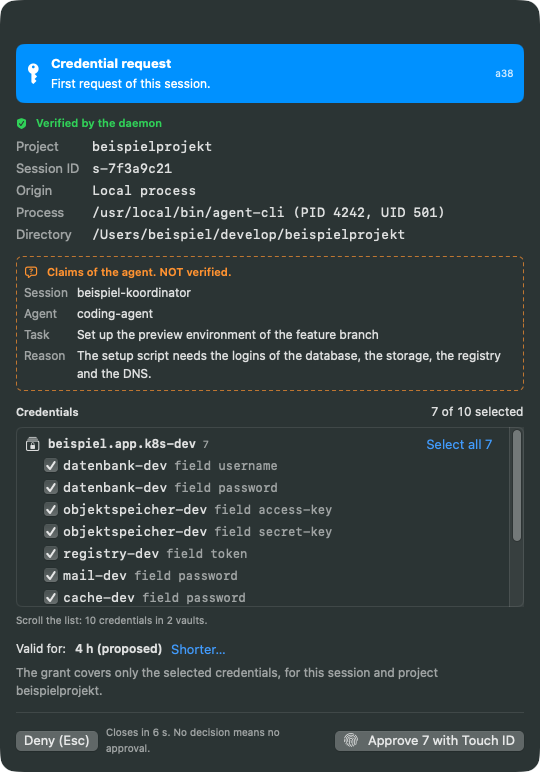 Credential request
First request of this session.
a38
Verified by the daemon
Project beispielprojekt
Session ID s-7f3a9c21
Origin Local process
Process /usr/local/bin/agent-cli (PID 4242, UID 501)
Directory /Users/beispiel/develop/beispielprojekt
Claims of the agent. NOT verified.
Session beispiel-koordinator
Agent coding-agent
Task Set up the preview environment of the feature branch
Reason The setup script needs the logins of the database, the storage, the registry
and the DNS.
Credentials 7 of 10 selected
beispiel.app.k8s-dev 7 Select all 7
datenbank-dev field username
datenbank-dev field password
objektspeicher-dev field access-key
objektspeicher-dev field secret-key
registry-dev field token
mail-dev field password
cache-dev field password
Scroll the list: 10 credentials in 2 vaults.
Valid for: 4 h (proposed) Shorter...
The grant covers only the selected credentials, for this session and project
beispielprojekt.
Deny (Esc)
Closes in 6 s. No decision means no
approval.
Approve 7 with Touch ID